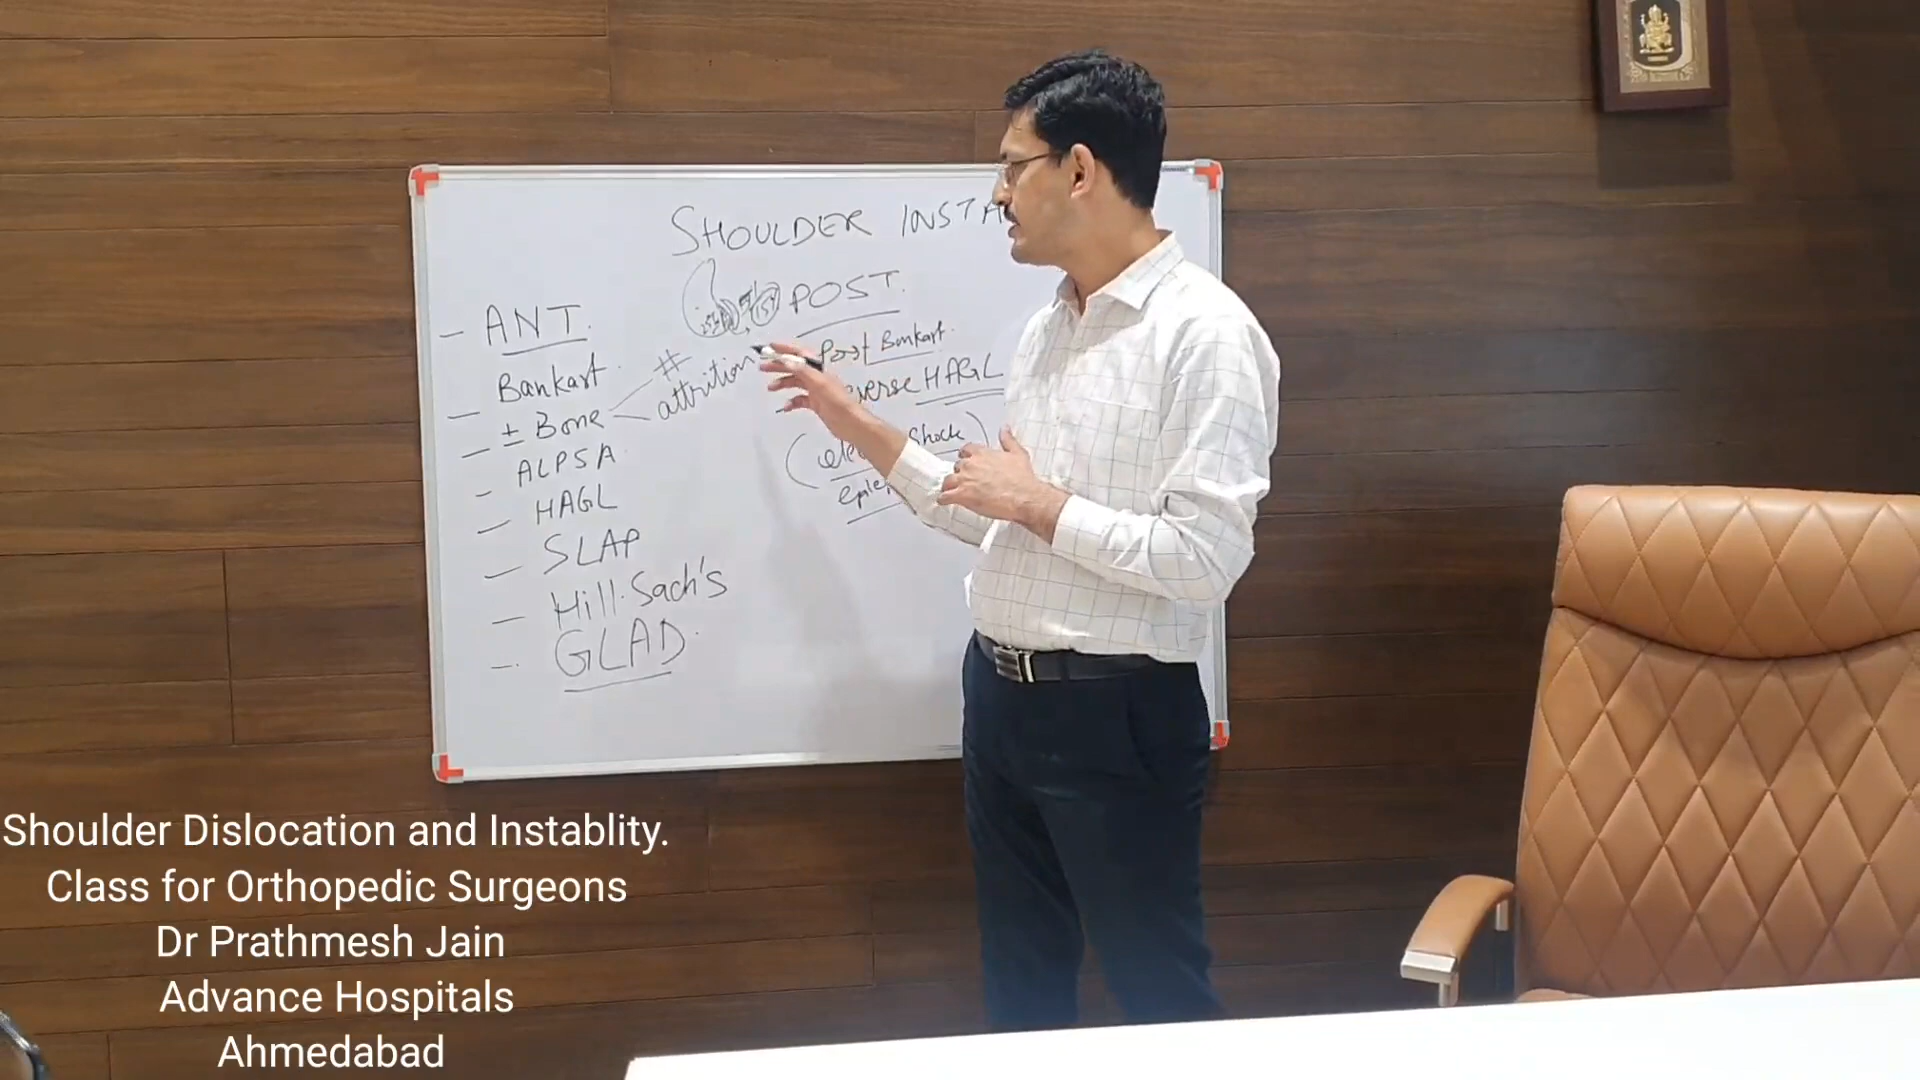 SHOULDER INSTA
ANT.
Bankart.
± Bone
#
attrition
ALPSA
HAGL
SLAP
Hill-Sach's
GLAD.
POST.
Post Bankart.
verse HAGL
Shock
Shoulder Dislocation and Instablity.
Class for Orthopedic Surgeons
Dr Prathmesh Jain
Advance Hospitals
Ahmedabad